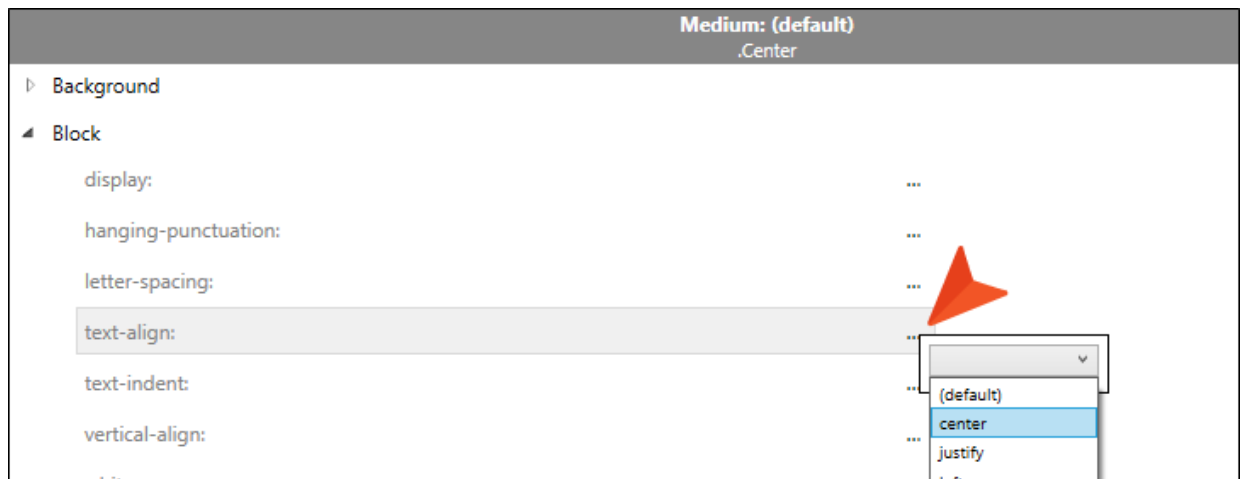 Medium: (default)
.Center
Background
Block
display: ...
hanging-punctuation: ...
letter-spacing: ...
text-align: ...
text-indent: ...
(default)
center
vertical-align: ...
justify